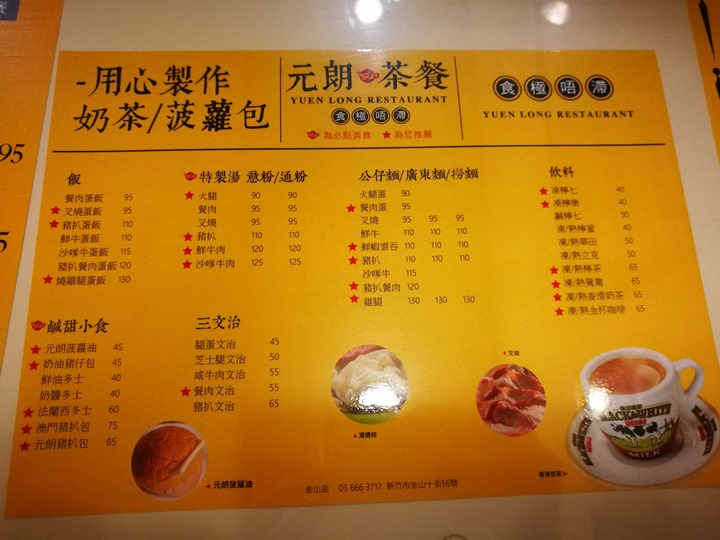 -用心製作
奶茶/菠蘿包
元朗 茶餐
YUEN LONG RESTAURANT
食極唔滯
為必點美食 為您推薦
食極唔滯
YUEN LONG RESTAURANT
95
5
飯
餐肉蛋飯 95
叉燒蛋飯 95
豬扒蛋飯 110
鮮牛蛋飯 110
沙嗲牛蛋飯 115
豬扒餐肉蛋飯 120
燒雞腿蛋飯 130
特製湯 意粉/通粉
火腿 90 90
餐肉 95 95
叉燒 95 95
豬扒 110 110
鮮牛肉 120 120
沙嗲牛肉 125 125
公仔麵/廣東麵/撈麵
火腿蛋 90
餐肉蛋 95
叉燒 95 95 95
鮮牛 110 110 110
鮮蝦雲吞 110 110 110
豬扒 110 110 110
沙嗲牛 115
豬扒餐肉 120
雞腿 130 130 130
飲料
凍檸七 40
凍檸樂 40
鹹檸七 50
凍/熱檸蜜 40
凍/熱華田 50
凍/熱立克 50
凍/熱檸茶 65
凍/熱鴛鴦 65
凍/熱香滑奶茶 65
凍/熱金杯咖啡 65
鹹甜小食
元朗菠蘿油 45
奶油豬仔包 45
鮮油多士 40
奶醬多士 40
法蘭西多士 60
澳門豬扒包 75
元朗豬扒包 85
三文治
腿蛋文治 45
芝士腿文治 50
咸牛肉文治 55
餐肉文治 55
豬扒文治 65
元朗菠蘿油
湯通粉
叉燒
香滑奶茶
BLACK&WHITE
MILK
金山店 03 666 3717 新竹市金山十街56號